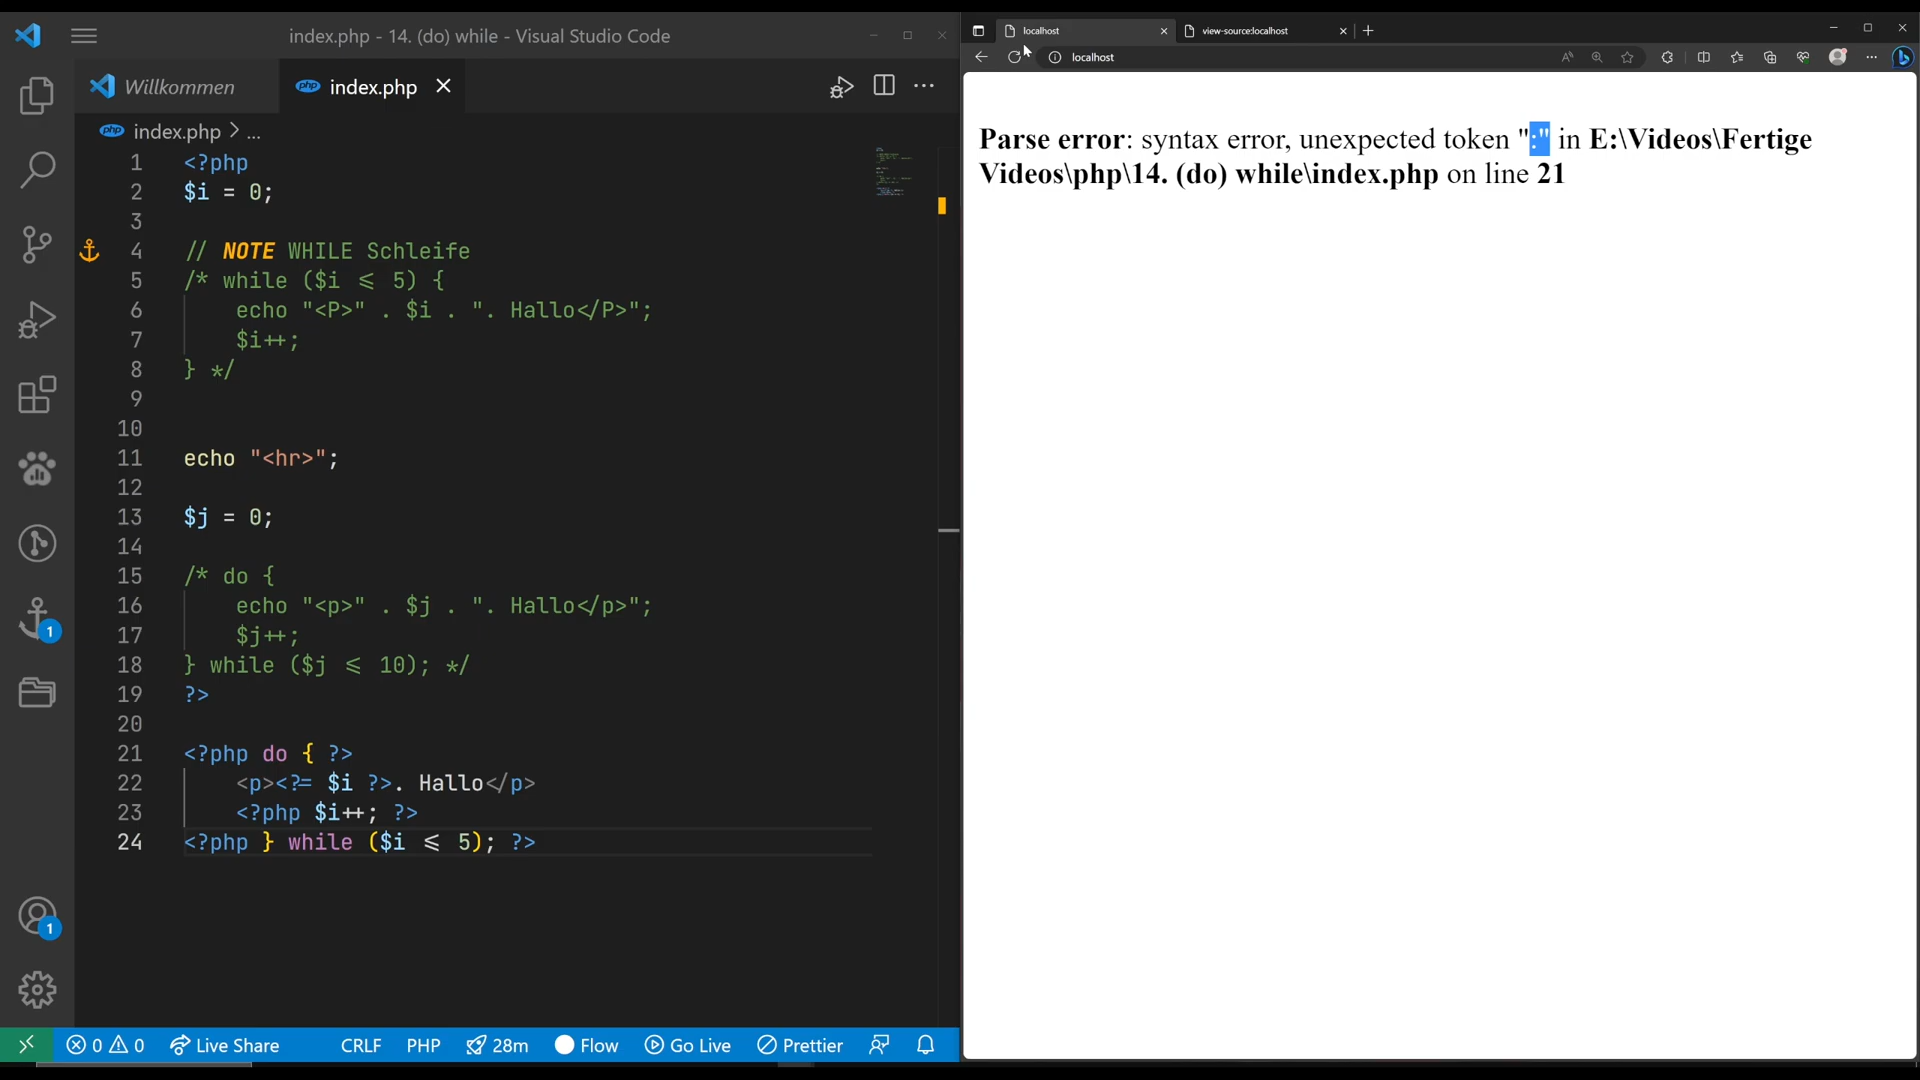 index.php - 14. (do) while - Visual Studio Code
Willkommen
index.php
index.php > ...
1 <?php
2 $i = 0;
3
4 // NOTE WHILE Schleife
5 /* while ($i <= 5) {
6 echo "<P>" . $i . ". Hallo</P>";
7 $i++;
8 } */
9
10
11 echo "<hr>";
12
13 $j = 0;
14
15 /* do {
16 echo "<p>" . $j . ". Hallo</p>";
17 $j++;
18 } while ($j <= 10); */
19 ?>
20
21 <?php do { ?>
22 <p><?= $i ?>. Hallo</p>
23 <?php $i++; ?>
24 <?php } while ($i <= 5); ?>
1
1
0 0 Live Share CRLF PHP 28m Flow Go Live Prettier
localhost
view-source:localhost
localhost
Parse error: syntax error, unexpected token ":" in E:\Videos\Fertige
Videos\php\14. (do) while\index.php on line 21